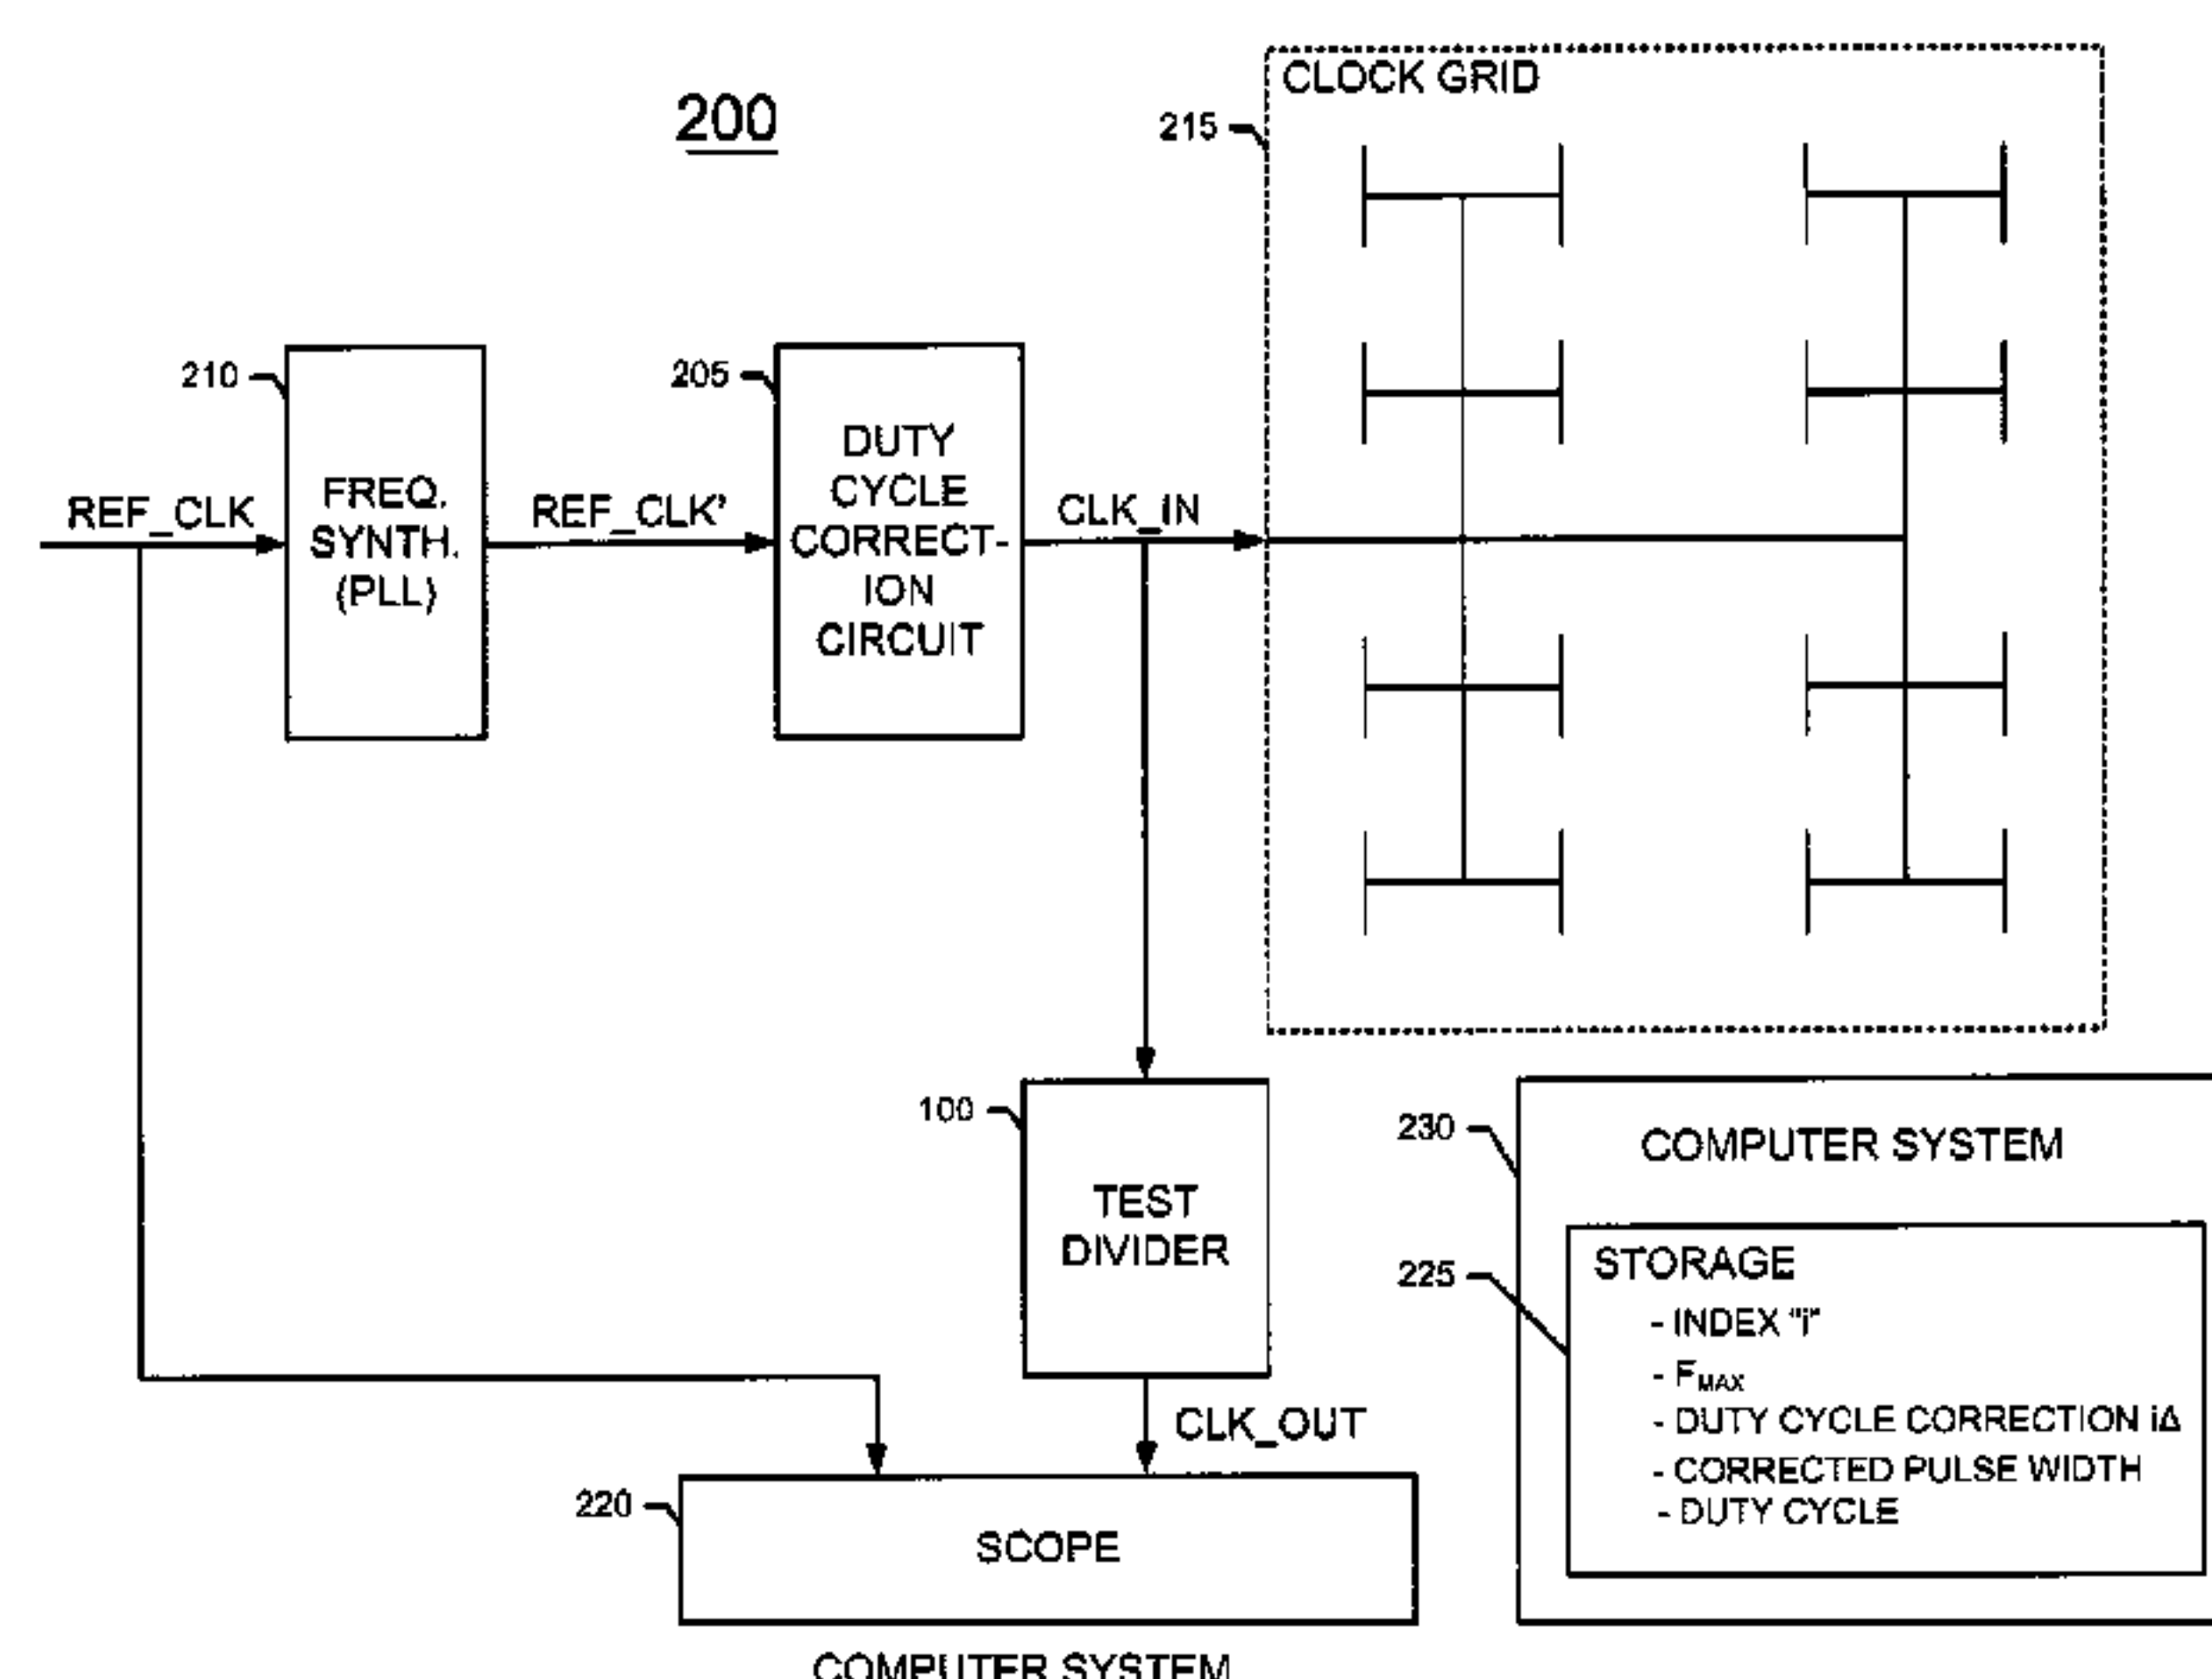 200
CLOCK GRID
215
210
205
REF_CLK
FREQ.
SYNTH.
(PLL)
REF_CLK'
DUTY
CYCLE
CORRECT-
ION
CIRCUIT
CLK_IN
100
TEST
DIVIDER
CLK_OUT
220
SCOPE
COMPUTER SYSTEM
230
COMPUTER SYSTEM
225
STORAGE
- INDEX "i"
- FMAX
- DUTY CYCLE CORRECTION iΔ
- CORRECTED PULSE WIDTH
- DUTY CYCLE